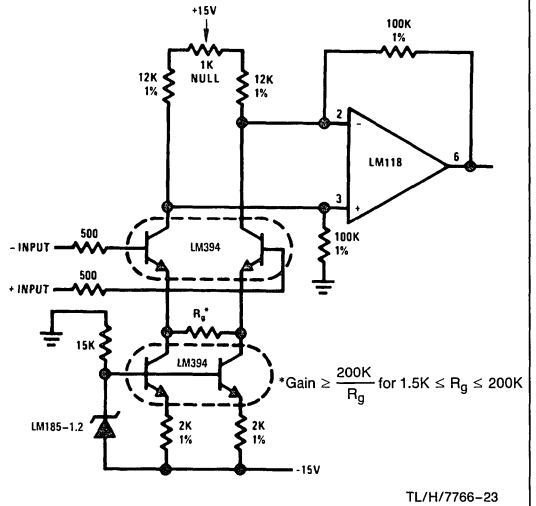 +15V
100K
1%
12K
1%
1K
NULL
12K
1%
2
-
LM118
6
3
+
500
- INPUT
LM394
100K
1%
500
+ INPUT
Rg*
15K
LM394
*Gain ≥ 200K/Rg for 1.5K ≤ Rg ≤ 200K
LM185-1.2
2K
1%
2K
1%
-15V
TL/H/7766-23